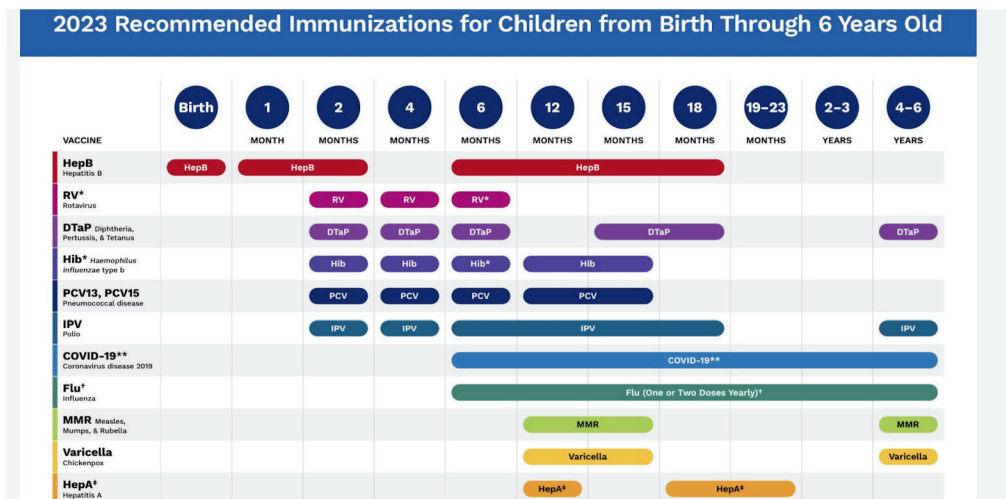 2023 Recommended Immunizations for Children from Birth Through 6 Years Old
Birth 1 2 4 6 12 15 18 19–23 2–3 4–6
VACCINE MONTH MONTHS MONTHS MONTHS MONTHS MONTHS MONTHS MONTHS YEARS YEARS
HepB
Hepatitis B
HepB HepB HepB
RV*
Rotavirus
RV RV RV*
DTaP Diphtheria,
Pertussis, & Tetanus
DTaP DTaP DTaP DTaP DTaP
Hib* Haemophilus
influenzae type b
Hib Hib Hib* Hib
PCV13, PCV15
Pneumococcal disease
PCV PCV PCV PCV
IPV
Polio
IPV IPV IPV IPV
COVID-19**
Coronavirus disease 2019
COVID-19**
Flu†
Influenza
Flu (One or Two Doses Yearly)†
MMR Measles,
Mumps, & Rubella
MMR MMR
Varicella
Chickenpox
Varicella Varicella
HepA‡
Hepatitis A
HepA‡ HepA‡